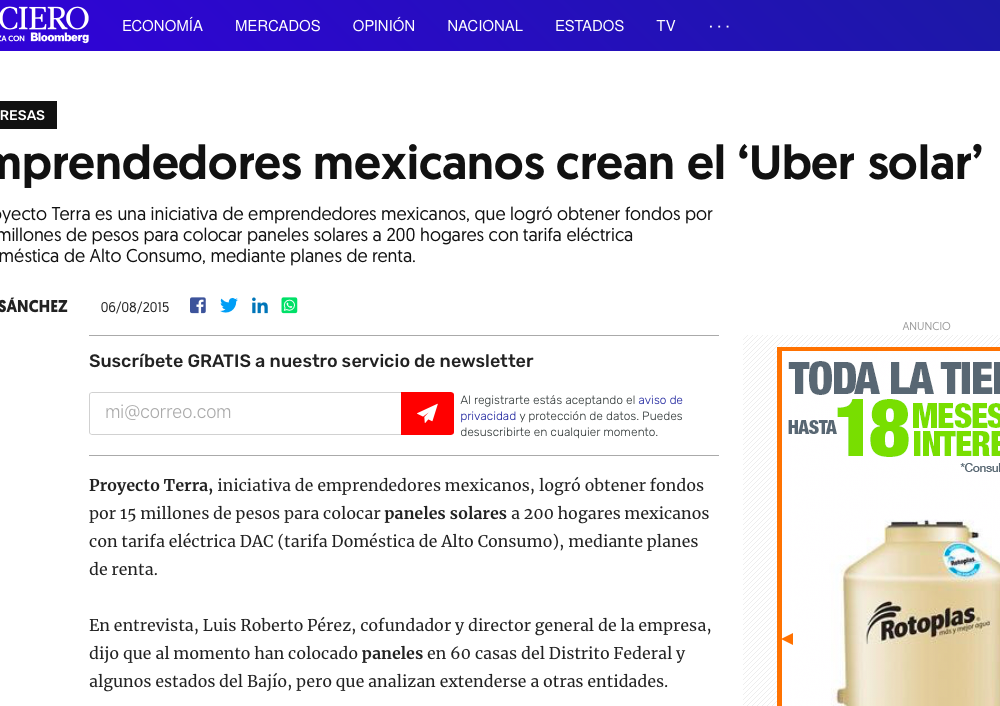 CIERO
ZA CON Bloomberg
ECONOMÍA MERCADOS OPINIÓN NACIONAL ESTADOS TV ...
RESAS
mprendedores mexicanos crean el ‘Uber solar’
oyecto Terra es una iniciativa de emprendedores mexicanos, que logró obtener fondos por
millones de pesos para colocar paneles solares a 200 hogares con tarifa eléctrica
méstica de Alto Consumo, mediante planes de renta.
SÁNCHEZ 06/08/2015
Suscríbete GRATIS a nuestro servicio de newsletter
mi@correo.com
Al registrarte estás aceptando el aviso de
privacidad y protección de datos. Puedes
desuscribirte en cualquier momento.
Proyecto Terra, iniciativa de emprendedores mexicanos, logró obtener fondos
por 15 millones de pesos para colocar paneles solares a 200 hogares mexicanos
con tarifa eléctrica DAC (tarifa Doméstica de Alto Consumo), mediante planes
de renta.
En entrevista, Luis Roberto Pérez, cofundador y director general de la empresa,
dijo que al momento han colocado paneles en 60 casas del Distrito Federal y
algunos estados del Bajío, pero que analizan extenderse a otras entidades.
ANUNCIO
TODA LA TIE
HASTA 18 MESES
INTERE
*Consul
Rotoplas
Rotoplas
más y mejor agua